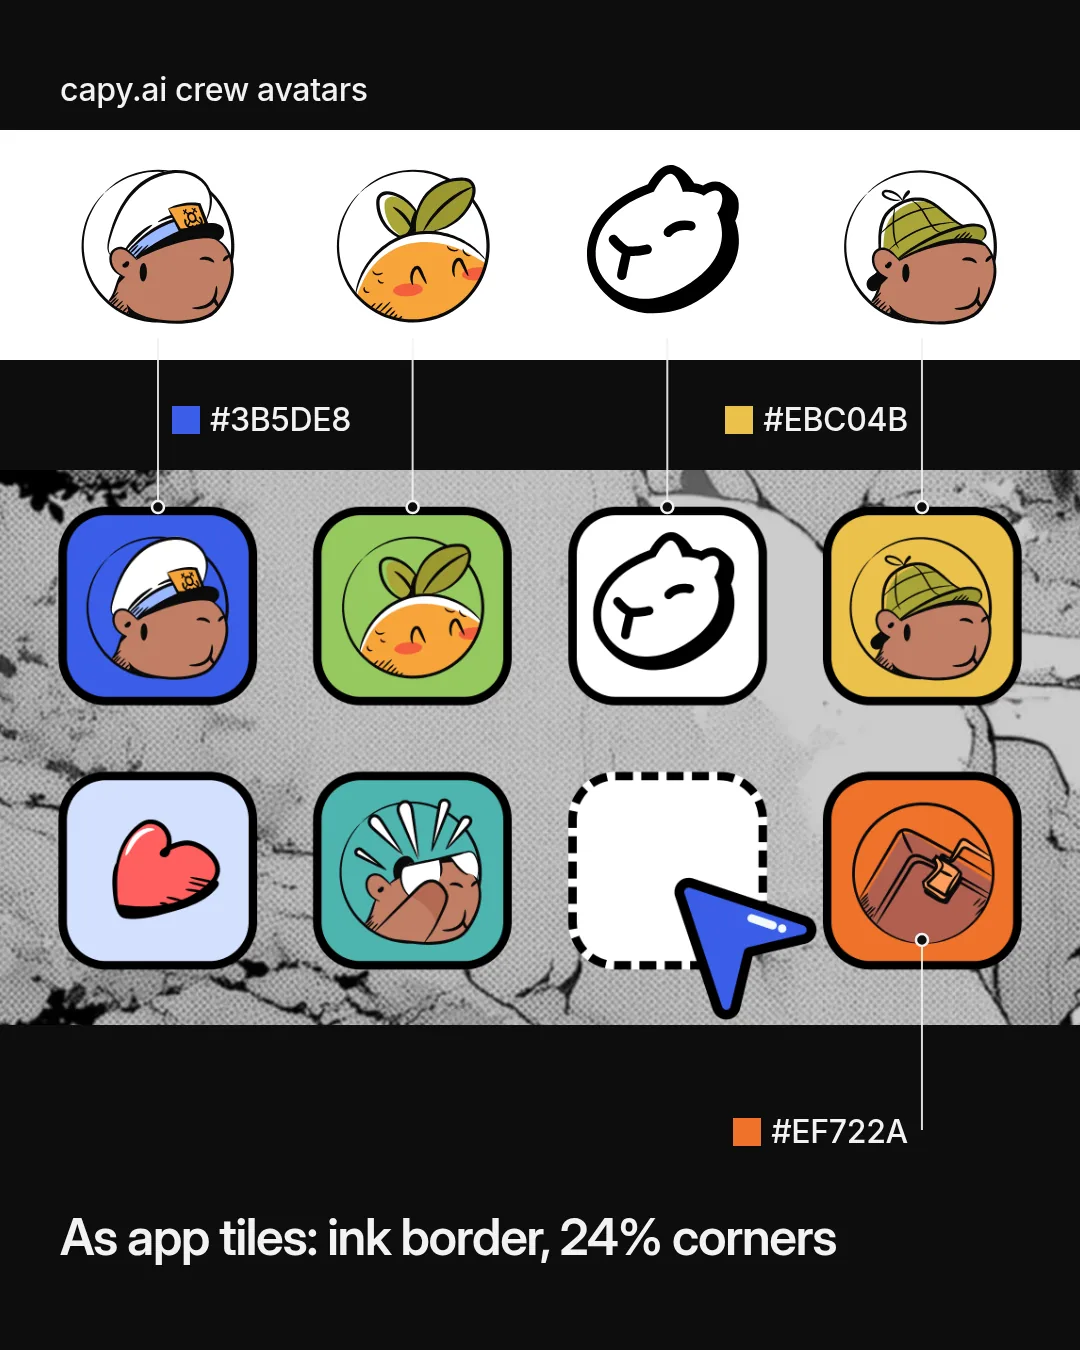 capy.ai crew avatars
#3B5DE8
#EBC04B
#EF722A
As app tiles: ink border, 24% corners